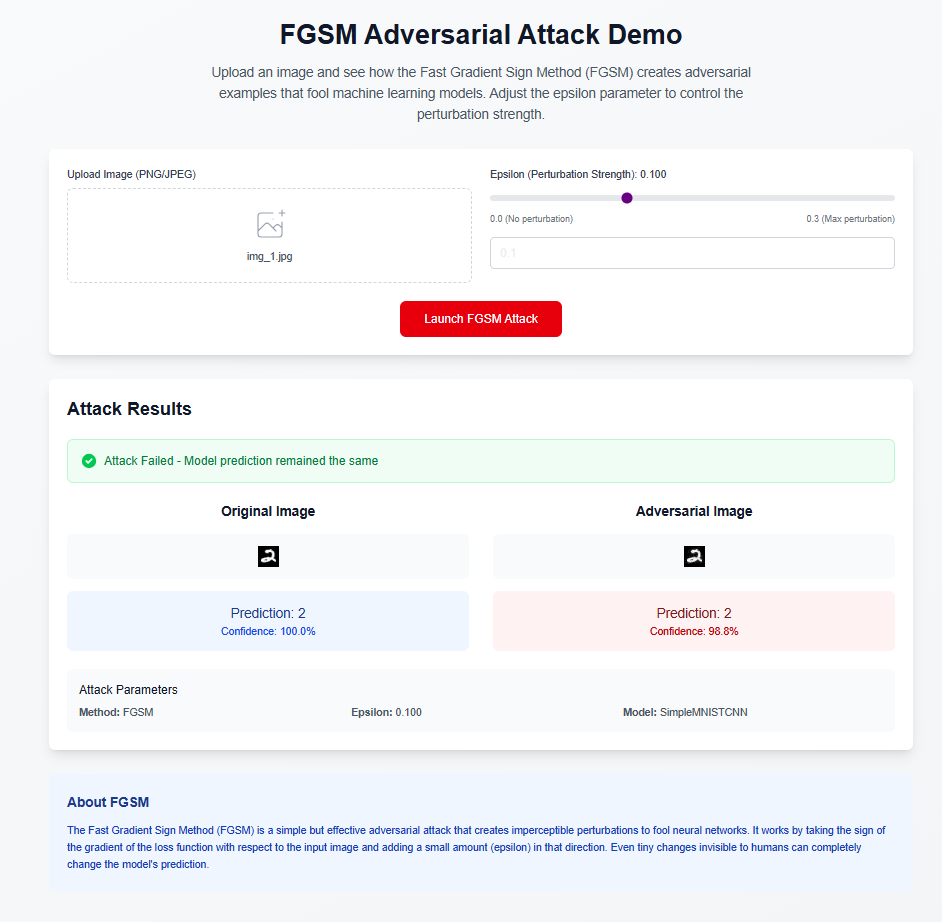 FGSM Adversarial Attack Demo
Upload an image and see how the Fast Gradient Sign Method (FGSM) creates adversarial
examples that fool machine learning models. Adjust the epsilon parameter to control the
perturbation strength.
Upload Image (PNG/JPEG)
img_1.jpg
Epsilon (Perturbation Strength): 0.100
0.0 (No perturbation)
0.3 (Max perturbation)
0.1
Launch FGSM Attack
Attack Results
Attack Failed - Model prediction remained the same
Original Image
Adversarial Image
2
2
Prediction: 2
Confidence: 100.0%
Prediction: 2
Confidence: 98.8%
Attack Parameters
Method: FGSM
Epsilon: 0.100
Model: SimpleMNISTCNN
About FGSM
The Fast Gradient Sign Method (FGSM) is a simple but effective adversarial attack that creates imperceptible perturbations to fool neural networks. It works by taking the sign of
the gradient of the loss function with respect to the input image and adding a small amount (epsilon) in that direction. Even tiny changes invisible to humans can completely
change the model's prediction.